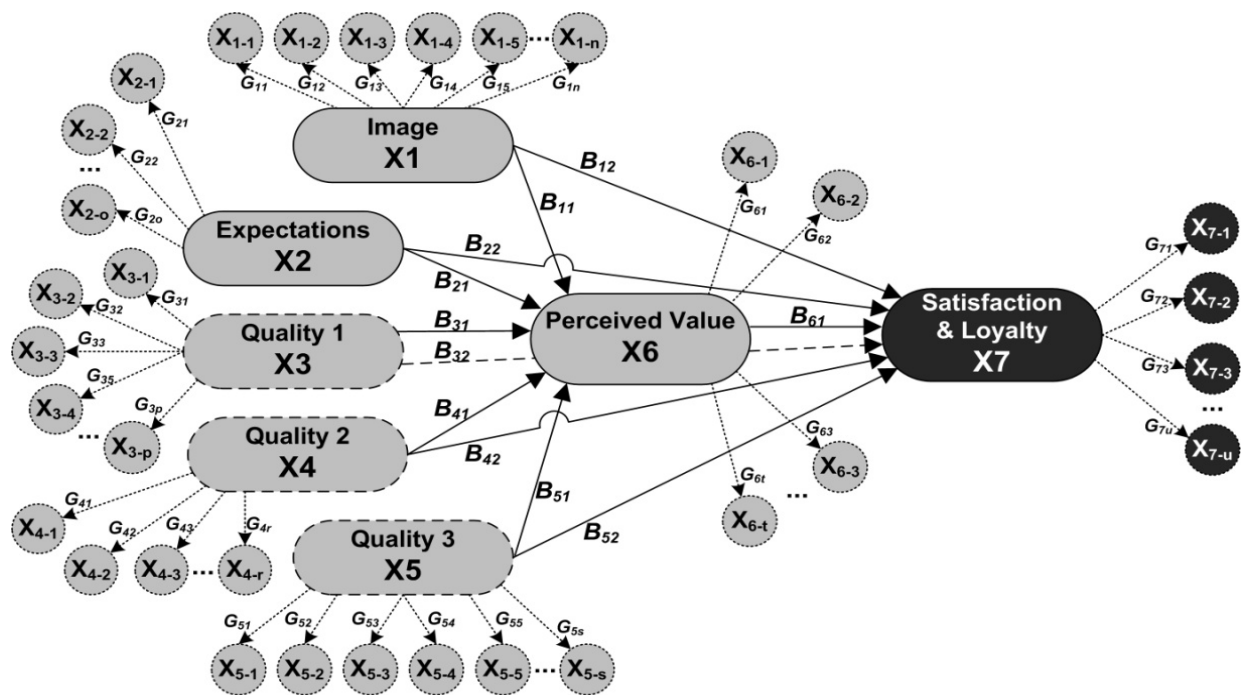 X1-1 X1-2 X1-3 X1-4 X1-5 ... X1-n
G11 G12 G13 G14 G15 G1n
Image
X1
X2-1
X2-2
...
X2-o
G21
G22
G2o
Expectations
X2
X3-1
X3-2
X3-3
X3-4
...
X3-p
G31
G32
G33
G35
G3p
Quality 1
X3
Quality 2
X4
G41
G42
G43
G4r
X4-1
X4-2
X4-3 ... X4-r
Quality 3
X5
G51 G52 G53 G54 G55 G5s
X5-1 X5-2 X5-3 X5-4 X5-5 ... X5-s
B12
B11
B22
B21
B31
B32
B41
B42
B51
B52
Perceived Value
X6
X6-1
X6-2
G61
G62
B61
G63
G6t
X6-3
...
X6-t
Satisfaction
& Loyalty
X7
G71
G72
G73
G7u
X7-1
X7-2
X7-3
...
X7-u